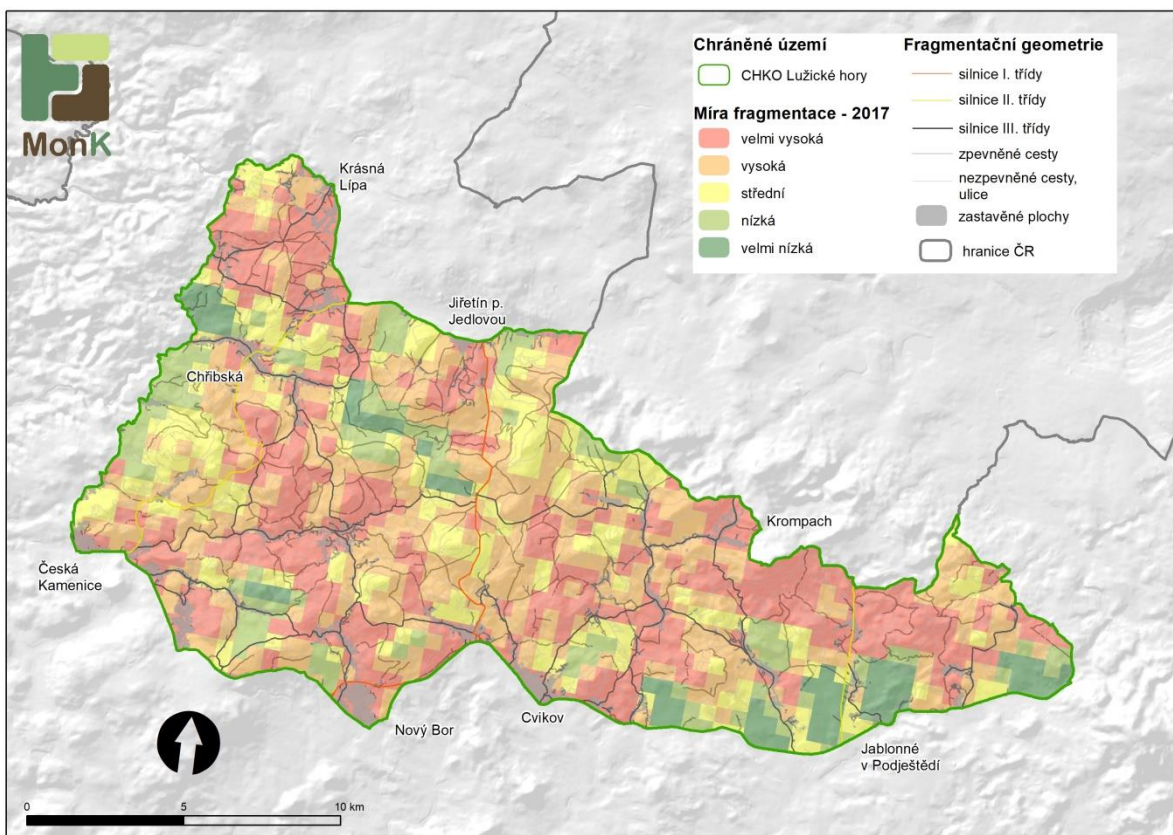 MonK
Chráněné území
CHKO Lužické hory
Míra fragmentace - 2017
velmi vysoká
vysoká
střední
nízká
velmi nízká
Fragmentační geometrie
silnice I. třídy
silnice II. třídy
silnice III. třídy
zpevněné cesty
nezpevněné cesty,
ulice
zastavěné plochy
hranice ČR
Krásná
Lípa
Jiřetín p.
Jedlovou
Chřibská
Krompach
Česká
Kamenice
Nový Bor
Cvikov
Jablonné
v Podještědí
0 5 10 km